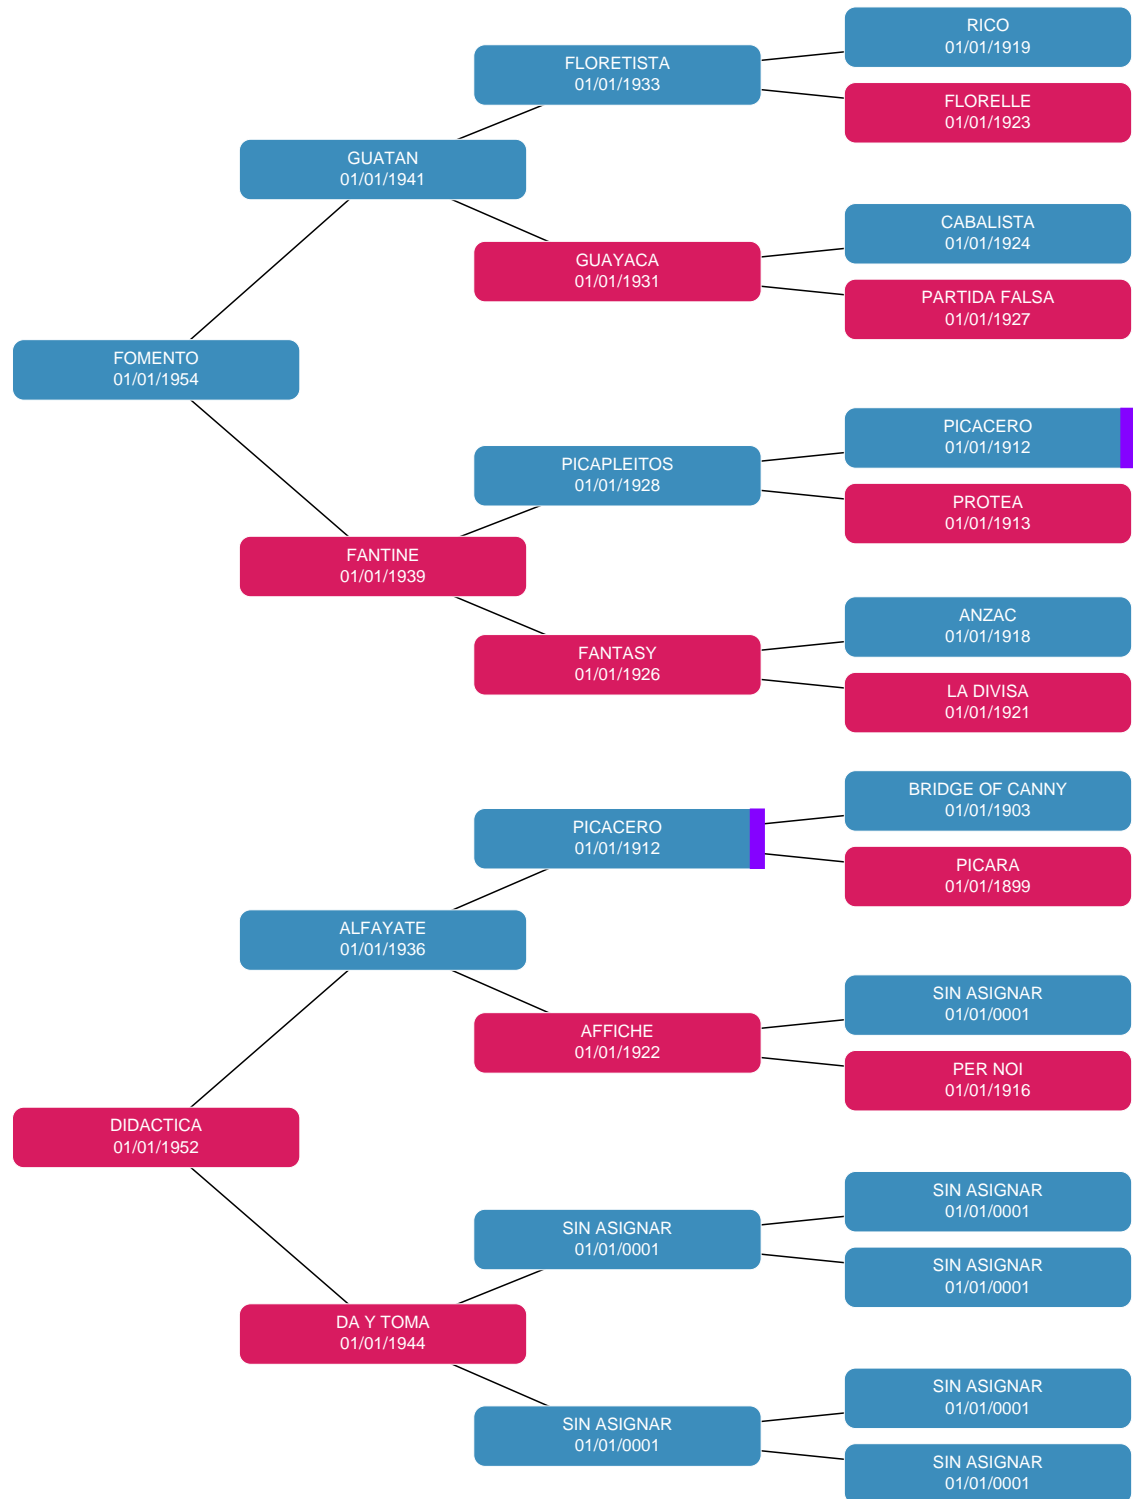 RICO
01/01/1919
FLORETISTA
01/01/1933
FLORELLE
01/01/1923
GUATAN
01/01/1941
CABALISTA
01/01/1924
GUAYACA
01/01/1931
PARTIDA FALSA
01/01/1927
FOMENTO
01/01/1954
PICACERO
01/01/1912
PICAPLEITOS
01/01/1928
PROTEA
01/01/1913
FANTINE
01/01/1939
ANZAC
01/01/1918
FANTASY
01/01/1926
LA DIVISA
01/01/1921
BRIDGE OF CANNY
01/01/1903
PICACERO
01/01/1912
PICARA
01/01/1899
ALFAYATE
01/01/1936
SIN ASIGNAR
01/01/0001
AFFICHE
01/01/1922
PER NOI
01/01/1916
DIDACTICA
01/01/1952
SIN ASIGNAR
01/01/0001
SIN ASIGNAR
01/01/0001
SIN ASIGNAR
01/01/0001
DA Y TOMA
01/01/1944
SIN ASIGNAR
01/01/0001
SIN ASIGNAR
01/01/0001
SIN ASIGNAR
01/01/0001